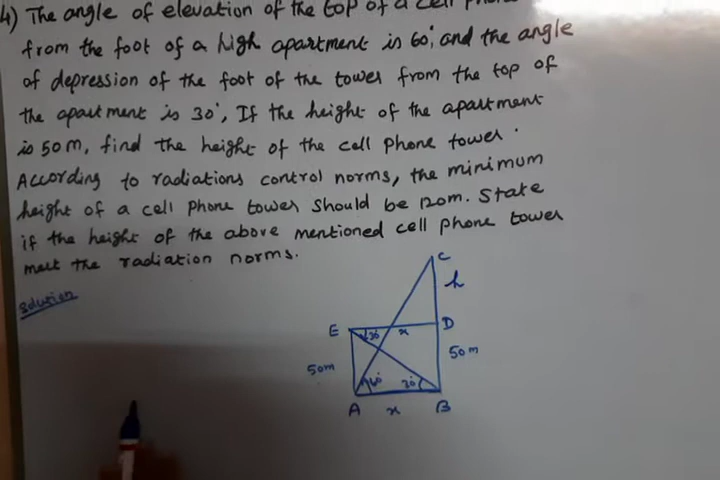 4) The angle of elevation of the top of a cell phone
from the foot of a high apartment is 60°, and the angle
of depression of the foot of the tower from the top of
the apartment is 30°, If the height of the apartment
is 50m, find the height of the cell phone tower.
According to radiations control norms, the minimum
height of a cell phone tower should be 120m. State
if the height of the above mentioned cell phone tower
meet the radiation norms.
Solution
C
h
E 30° x D
50m 50m
60° 30°
A x B